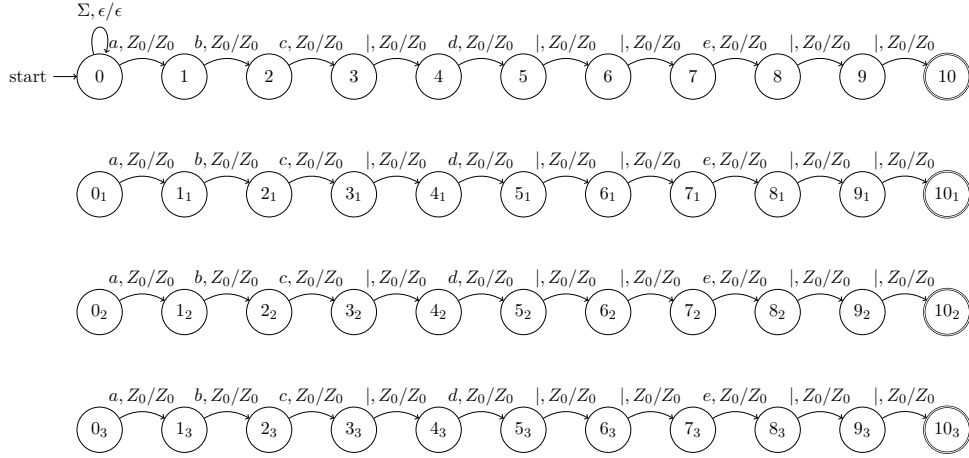 Σ, ϵ/ϵ
a, Z₀/Z₀ b, Z₀/Z₀ c, Z₀/Z₀ |, Z₀/Z₀ d, Z₀/Z₀ |, Z₀/Z₀ |, Z₀/Z₀ e, Z₀/Z₀ |, Z₀/Z₀ |, Z₀/Z₀
start 0 1 2 3 4 5 6 7 8 9 10
a, Z₀/Z₀ b, Z₀/Z₀ c, Z₀/Z₀ |, Z₀/Z₀ d, Z₀/Z₀ |, Z₀/Z₀ |, Z₀/Z₀ e, Z₀/Z₀ |, Z₀/Z₀ |, Z₀/Z₀
0₁ 1₁ 2₁ 3₁ 4₁ 5₁ 6₁ 7₁ 8₁ 9₁ 10₁
a, Z₀/Z₀ b, Z₀/Z₀ c, Z₀/Z₀ |, Z₀/Z₀ d, Z₀/Z₀ |, Z₀/Z₀ |, Z₀/Z₀ e, Z₀/Z₀ |, Z₀/Z₀ |, Z₀/Z₀
0₂ 1₂ 2₂ 3₂ 4₂ 5₂ 6₂ 7₂ 8₂ 9₂ 10₂
a, Z₀/Z₀ b, Z₀/Z₀ c, Z₀/Z₀ |, Z₀/Z₀ d, Z₀/Z₀ |, Z₀/Z₀ |, Z₀/Z₀ e, Z₀/Z₀ |, Z₀/Z₀ |, Z₀/Z₀
0₃ 1₃ 2₃ 3₃ 4₃ 5₃ 6₃ 7₃ 8₃ 9₃ 10₃